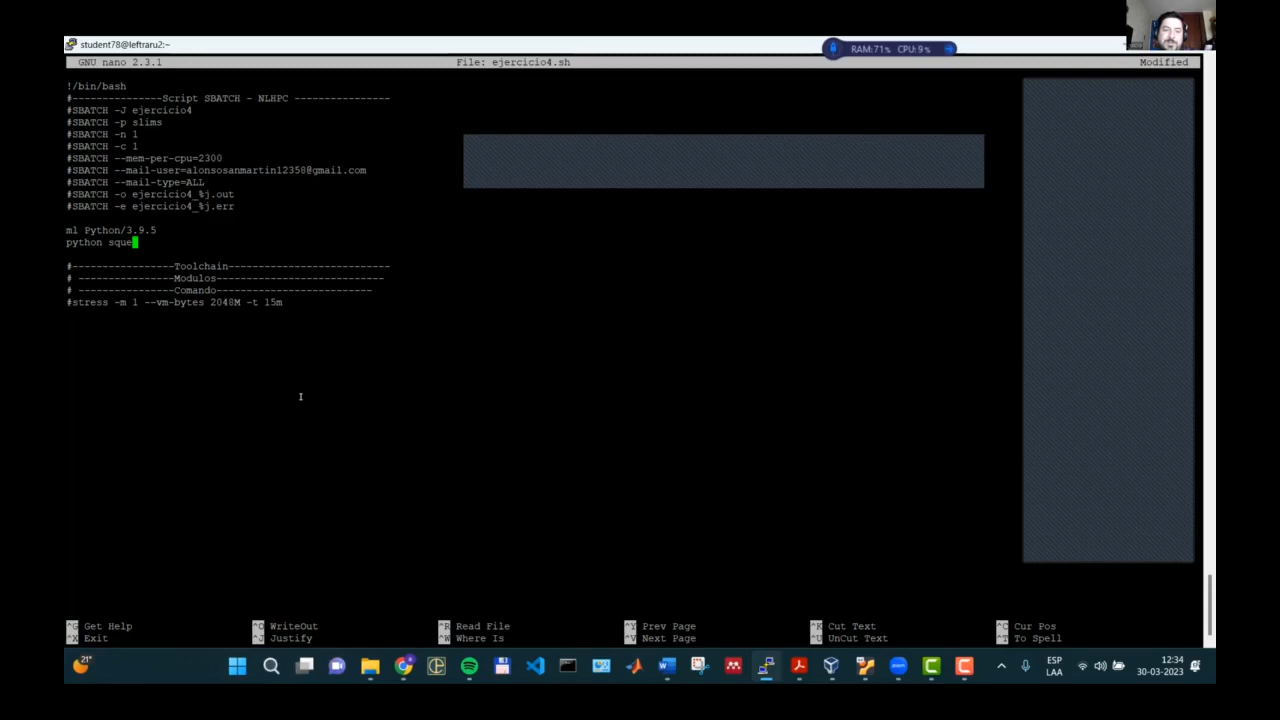 student78@leftraru2:~
RAM:71% CPU:9%
GNU nano 2.3.1 File: ejercicio4.sh Modified
!/bin/bash
#---------------Script SBATCH - NLHPC ----------------
#SBATCH -J ejercicio4
#SBATCH -p slims
#SBATCH -n 1
#SBATCH -c 1
#SBATCH --mem-per-cpu=2300
#SBATCH --mail-user=alonsosanmartin12358@gmail.com
#SBATCH --mail-type=ALL
#SBATCH -o ejercicio4_%j.out
#SBATCH -e ejercicio4_%j.err
ml Python/3.9.5
python sque
#-----------------Toolchain---------------------------
# ----------------Modulos----------------------------
# ----------------Comando--------------------------
#stress -m 1 --vm-bytes 2048M -t 15m
^G Get Help ^O WriteOut ^R Read File ^Y Prev Page ^K Cut Text ^C Cur Pos
^X Exit ^J Justify ^W Where Is ^V Next Page ^U UnCut Text ^T To Spell
21°
ESP
LAA
12:34
30-03-2023